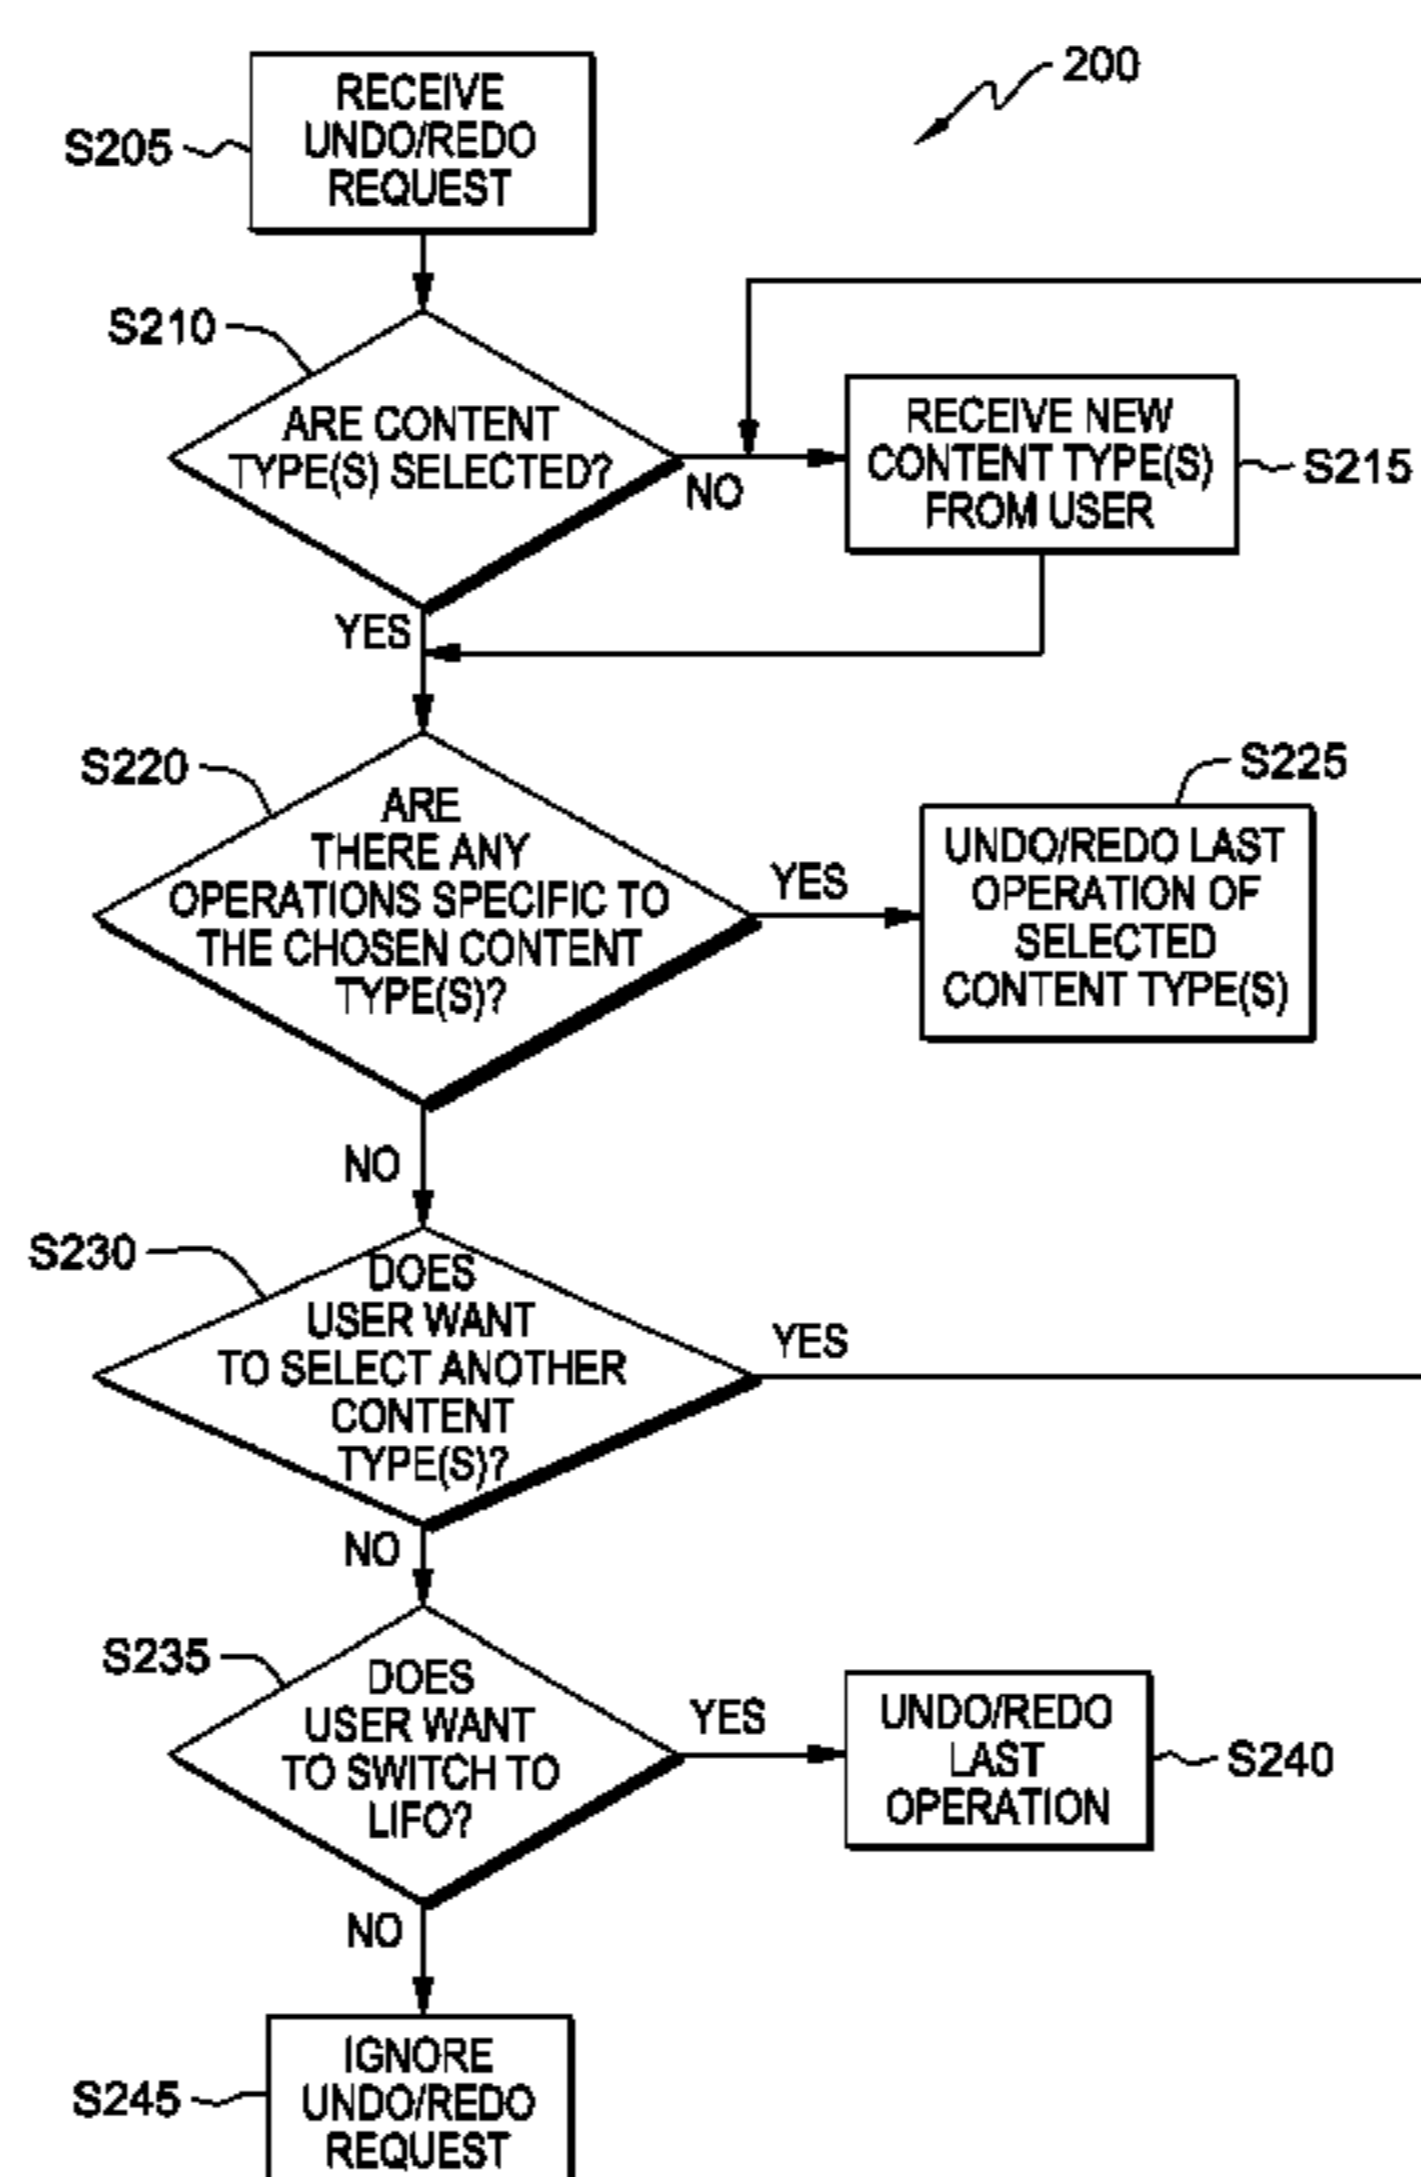 200
RECEIVE
UNDO/REDO
REQUEST
S205
S210
ARE CONTENT
TYPE(S) SELECTED?
NO
RECEIVE NEW
CONTENT TYPE(S)
FROM USER
S215
YES
S220
ARE
THERE ANY
OPERATIONS SPECIFIC TO
THE CHOSEN CONTENT
TYPE(S)?
YES
S225
UNDO/REDO LAST
OPERATION OF
SELECTED
CONTENT TYPE(S)
NO
S230
DOES
USER WANT
TO SELECT ANOTHER
CONTENT
TYPE(S)?
YES
NO
S235
DOES
USER WANT
TO SWITCH TO
LIFO?
YES
UNDO/REDO
LAST
OPERATION
S240
NO
IGNORE
UNDO/REDO
REQUEST
S245